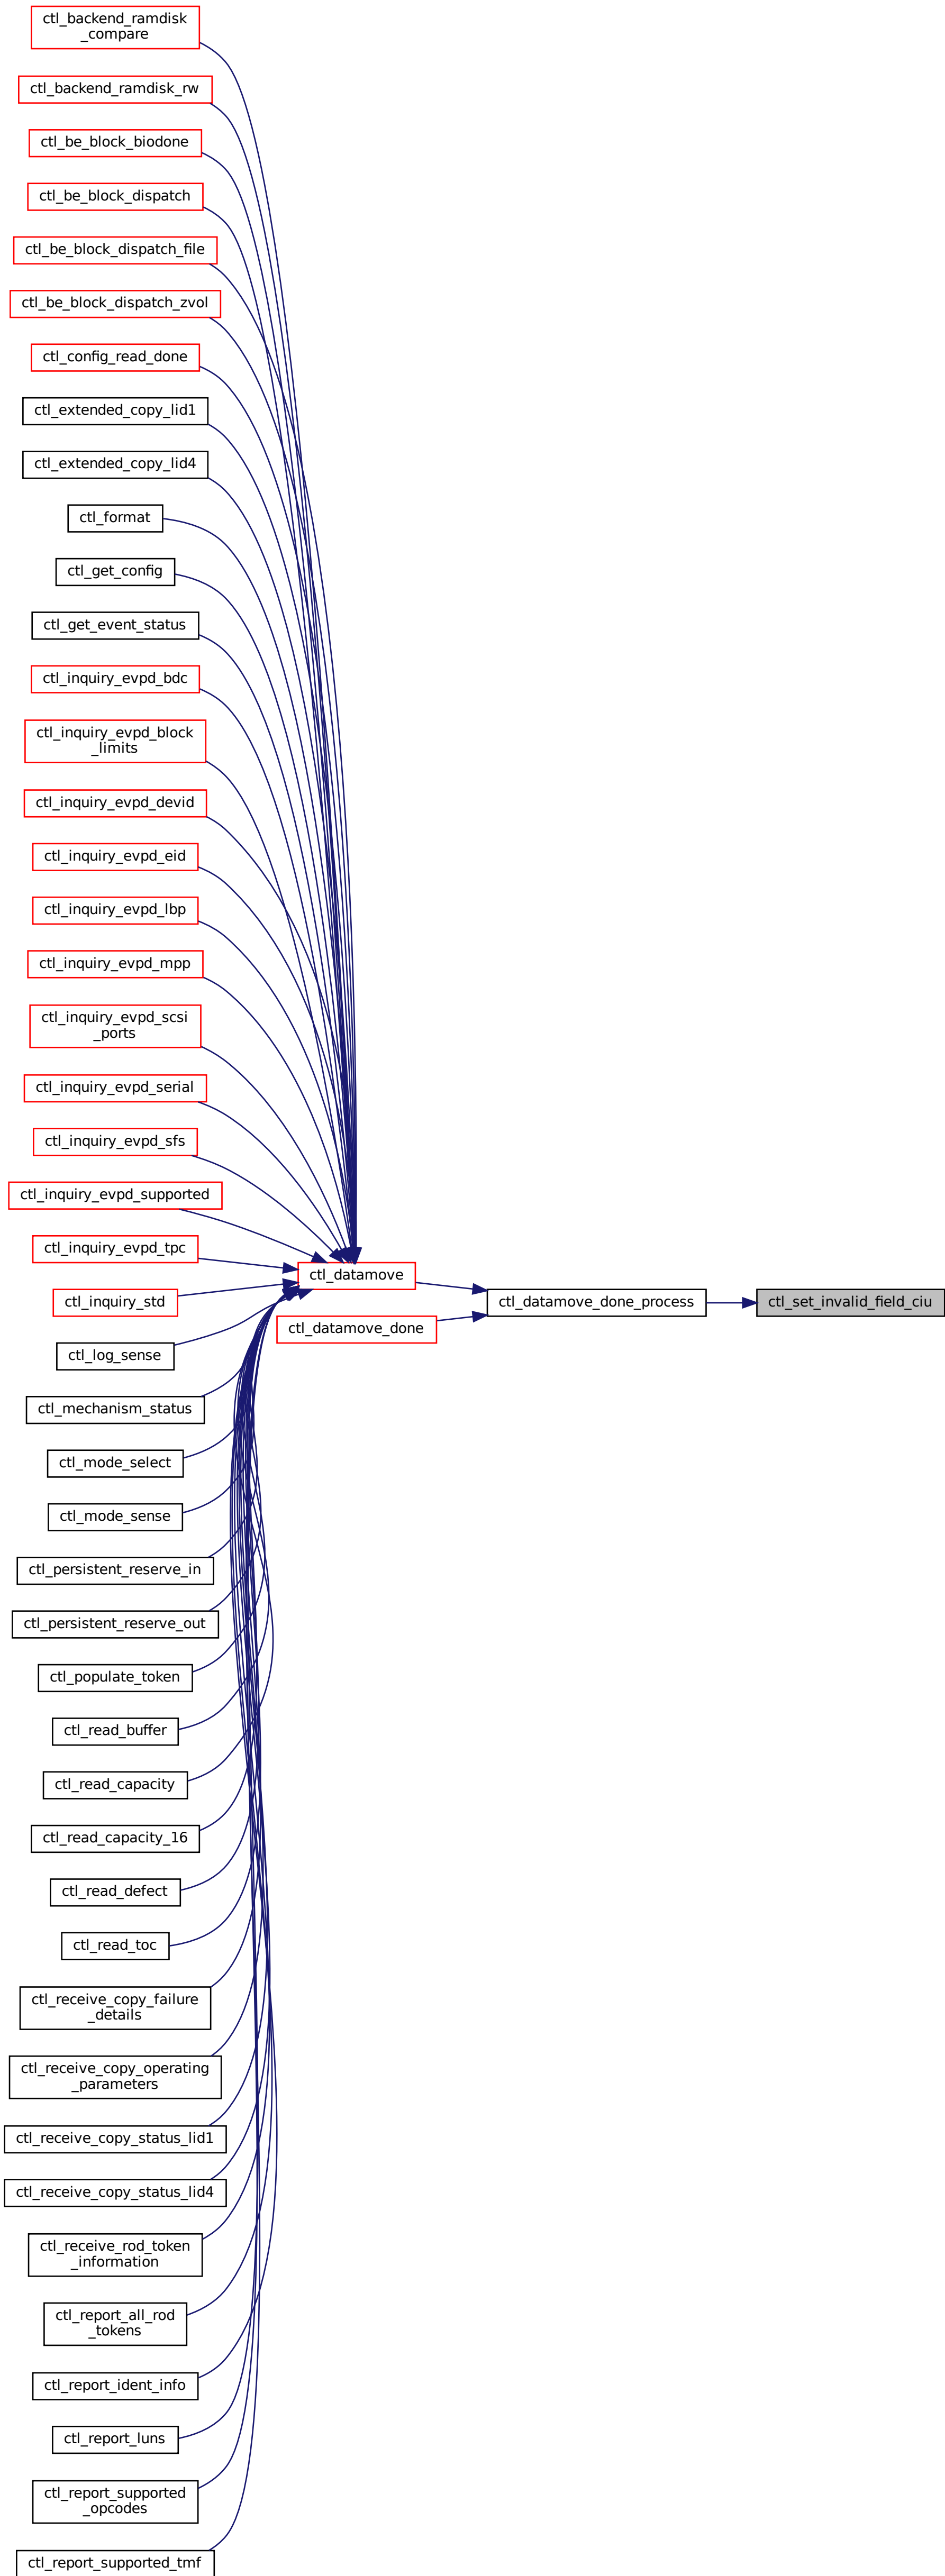 ctl_backend_ramdisk
_compare
ctl_backend_ramdisk_rw
ctl_be_block_biodone
ctl_be_block_dispatch
ctl_be_block_dispatch_file
ctl_be_block_dispatch_zvol
ctl_config_read_done
ctl_extended_copy_lid1
ctl_extended_copy_lid4
ctl_format
ctl_get_config
ctl_get_event_status
ctl_inquiry_evpd_bdc
ctl_inquiry_evpd_block
_limits
ctl_inquiry_evpd_devid
ctl_inquiry_evpd_eid
ctl_inquiry_evpd_lbp
ctl_inquiry_evpd_mpp
ctl_inquiry_evpd_scsi
_ports
ctl_inquiry_evpd_serial
ctl_inquiry_evpd_sfs
ctl_inquiry_evpd_supported
ctl_inquiry_evpd_tpc
ctl_datamove
ctl_inquiry_std
ctl_datamove_done_process
ctl_set_invalid_field_ciu
ctl_datamove_done
ctl_log_sense
ctl_mechanism_status
ctl_mode_select
ctl_mode_sense
ctl_persistent_reserve_in
ctl_persistent_reserve_out
ctl_populate_token
ctl_read_buffer
ctl_read_capacity
ctl_read_capacity_16
ctl_read_defect
ctl_read_toc
ctl_receive_copy_failure
_details
ctl_receive_copy_operating
_parameters
ctl_receive_copy_status_lid1
ctl_receive_copy_status_lid4
ctl_receive_rod_token
_information
ctl_report_all_rod
_tokens
ctl_report_ident_info
ctl_report_luns
ctl_report_supported
_opcodes
ctl_report_supported_tmf